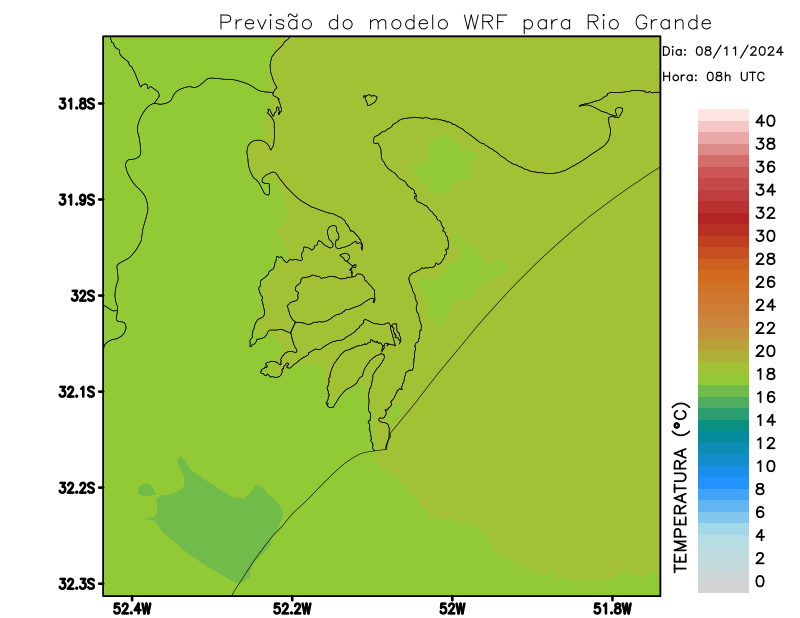 Previsão do modelo WRF para Rio Grande
Dia: 08/11/2024
Hora: 08h UTC
31.8S
31.9S
32S
32.1S
32.2S
32.3S
52.4W
52.2W
52W
51.8W
TEMPERATURA (°C)
40
38
36
34
32
30
28
26
24
22
20
18
16
14
12
10
8
6
4
2
0